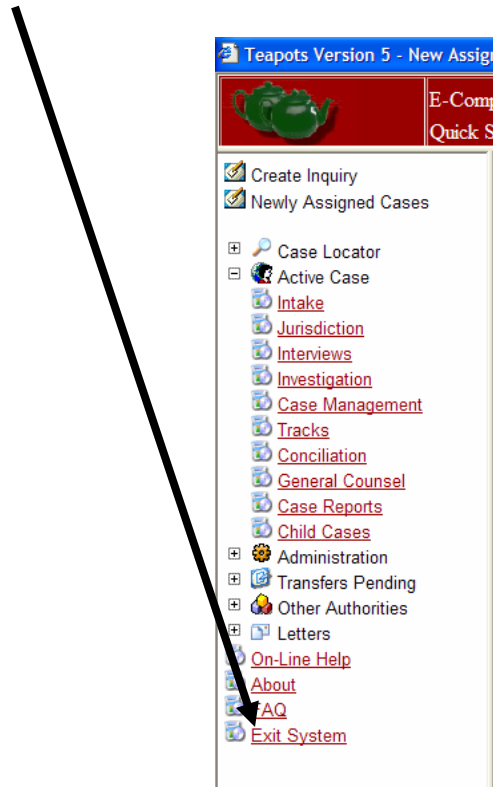 Teapots Version 5 - New Assign
E-Comp
Quick S
Create Inquiry
Newly Assigned Cases
Case Locator
Active Case
Intake
Jurisdiction
Interviews
Investigation
Case Management
Tracks
Conciliation
General Counsel
Case Reports
Child Cases
Administration
Transfers Pending
Other Authorities
Letters
On-Line Help
About
FAQ
Exit System